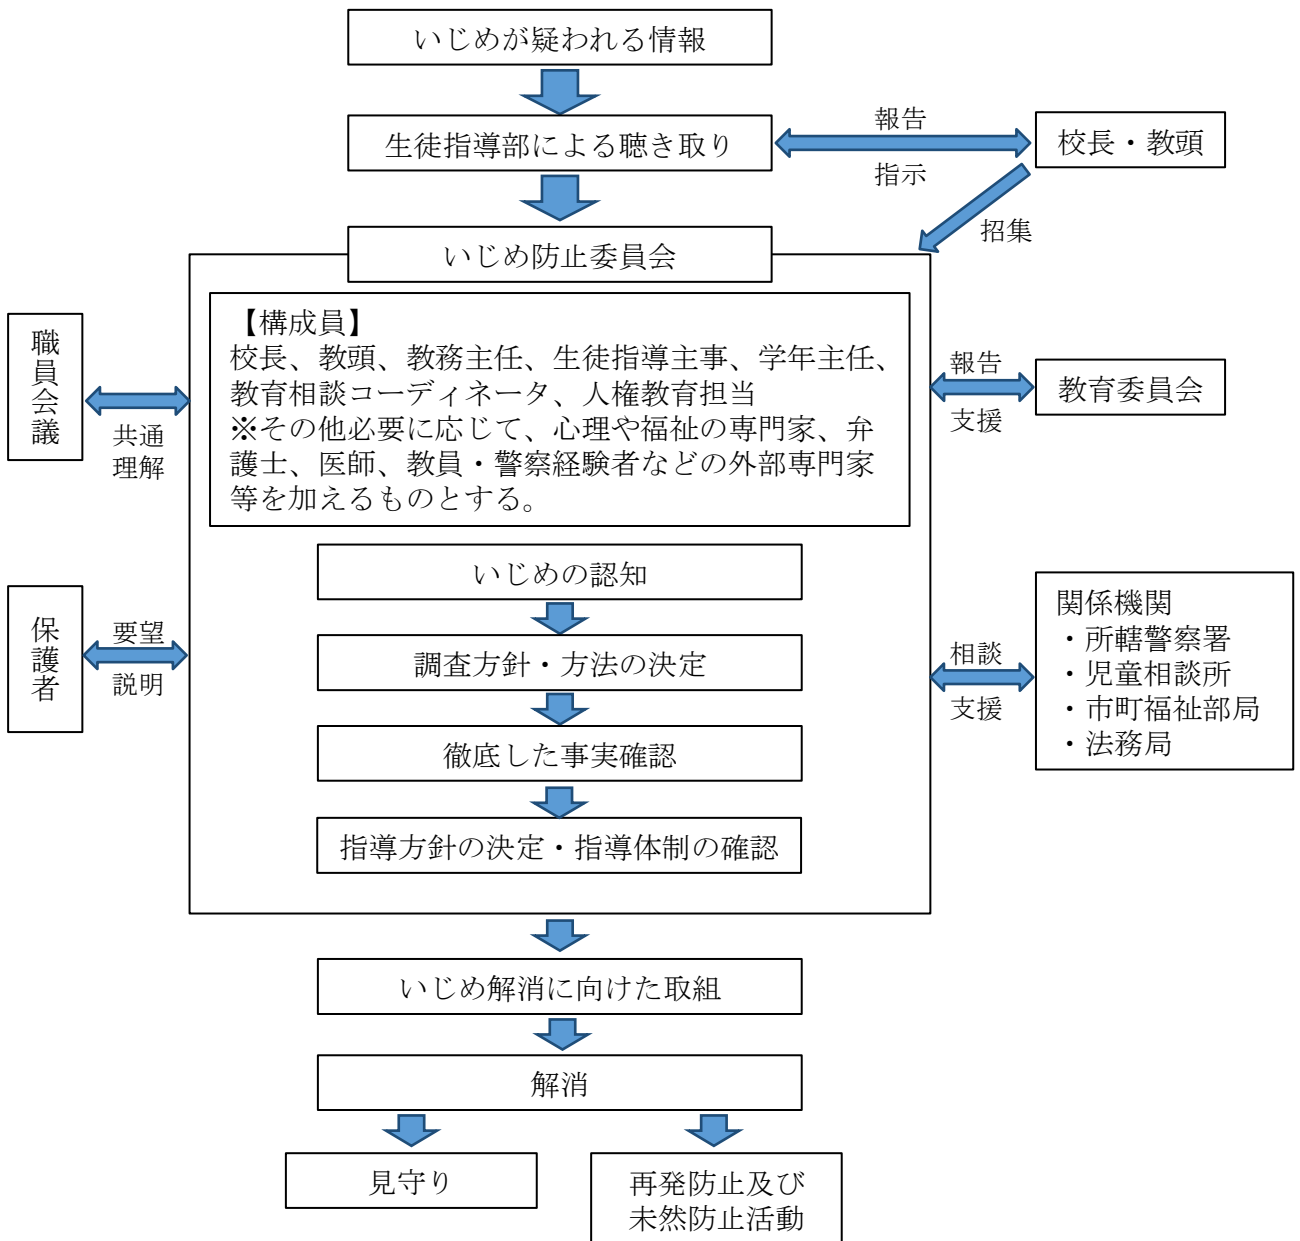 いじめが疑われる情報
生徒指導部による聴き取り
報告
指示
校長・教頭
招集
いじめ防止委員会
【構成員】
校長、教頭、教務主任、生徒指導主事、学年主任、
教育相談コーディネータ、人権教育担当
※その他必要に応じて、心理や福祉の専門家、弁
護士、医師、教員・警察経験者などの外部専門家
等を加えるものとする。
職員会議
共通
理解
報告
支援
教育委員会
いじめの認知
調査方針・方法の決定
徹底した事実確認
指導方針の決定・指導体制の確認
保護者
要望
説明
相談
支援
関係機関
・所轄警察署
・児童相談所
・市町福祉部局
・法務局
いじめ解消に向けた取組
解消
見守り
再発防止及び
未然防止活動